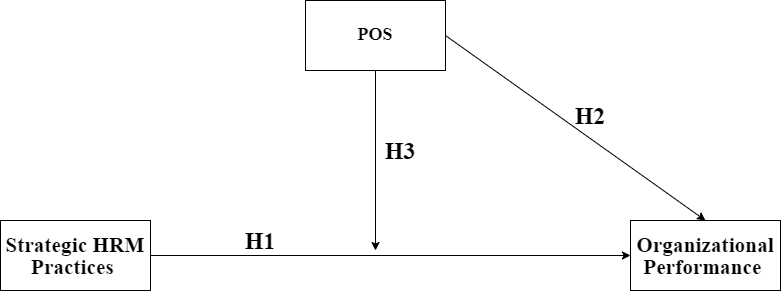 POS
H2
H3
H1
Strategic HRM
Practices
Organizational
Performance